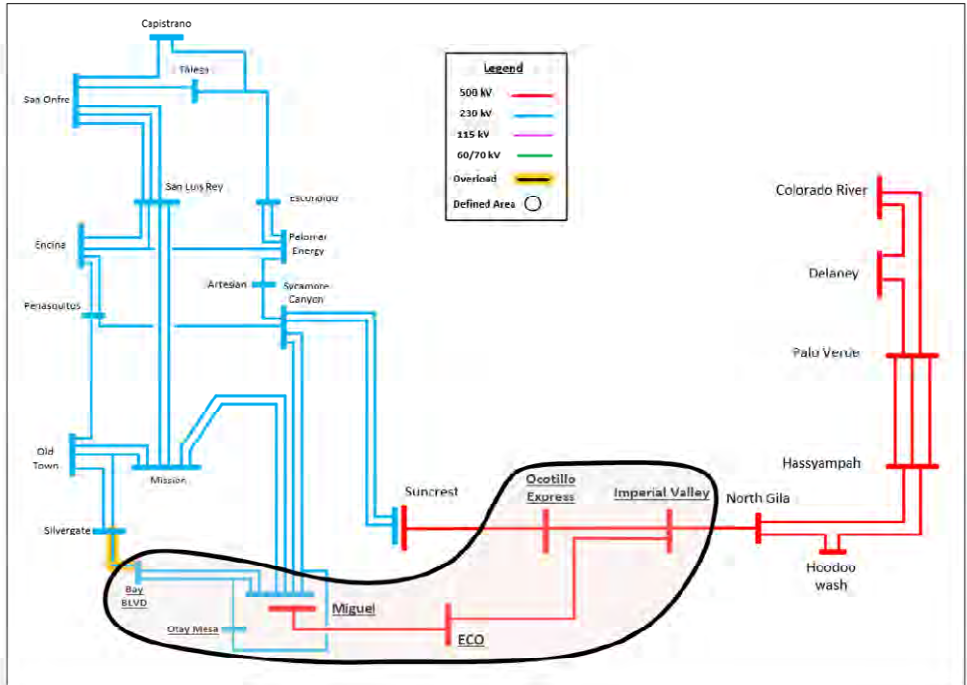 Capistrano
Talega
San Onfre
Legend
500 kV
230 kV
115 kV
60/70 kV
Overload
Defined Area
San Luis Rey
Escondido
Colorado River
Encina
Palomar
Energy
Artesian
Sycamore
Canyon
Delaney
Penasquitos
Palo Verde
Old
Town
Mission
Hassyampah
Suncrest
Ocotillo
Express
Imperial Valley
North Gila
Silvergate
Hoodoo
wash
Bay
BLVD
Miguel
Otay Mesa
ECO